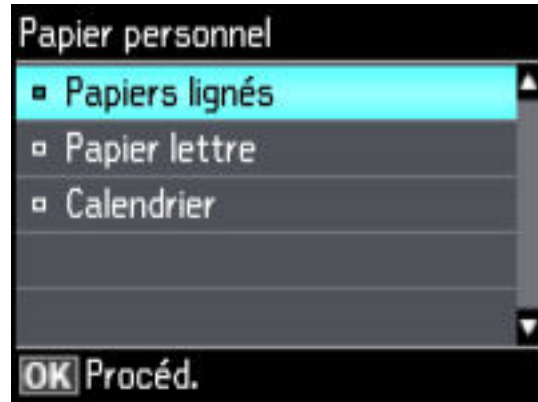 Papier personnel
Papiers lignés
Papier lettre
Calendrier
OK Procéd.